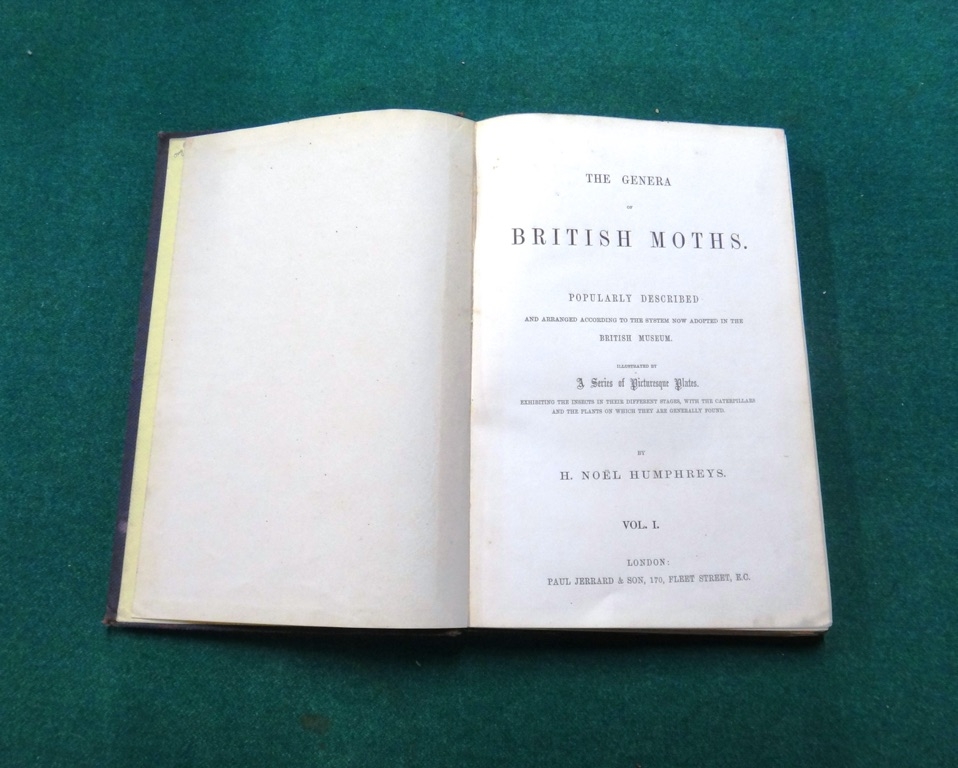 THE GENERA
OF
BRITISH MOTHS.
POPULARLY DESCRIBED
AND ARRANGED ACCORDING TO THE SYSTEM NOW ADOPTED IN THE
BRITISH MUSEUM.
ILLUSTRATED BY
A Series of Picturesque Plates.
EXHIBITING THE INSECTS IN THEIR DIFFERENT STAGES, WITH THE CATERPILLARS
AND THE PLANTS ON WHICH THEY ARE GENERALLY FOUND.
BY
H. NOËL HUMPHREYS.
VOL. I.
LONDON:
PAUL JERRARD & SON, 170, FLEET STREET, E.C.